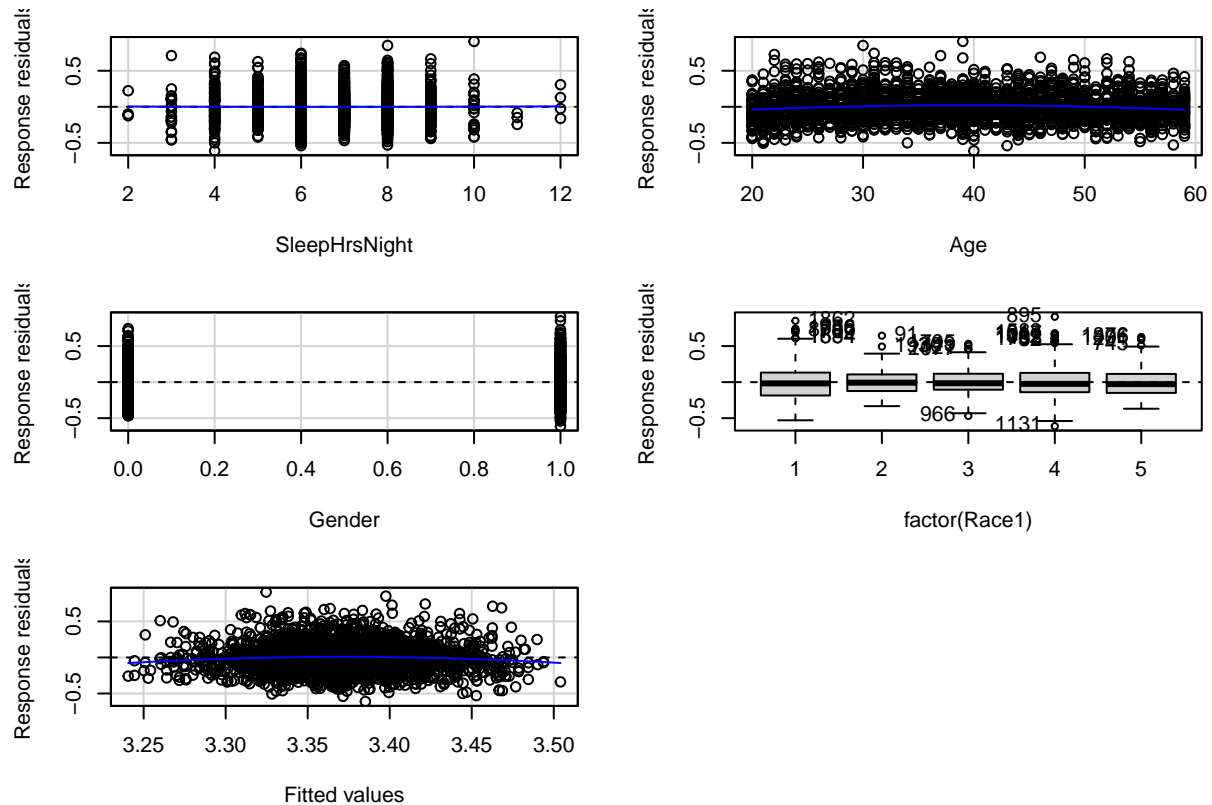 Response residuals
0.5
−0.5
2 4 6 8 10 12
SleepHrsNight
Response residuals
0.5
−0.5
20 30 40 50 60
Age
Response residuals
0.5
−0.5
0.0 0.2 0.4 0.6 0.8 1.0
Gender
Response residuals
0.5
−0.5
1862
1584
91
966
895
1131
743
1 2 3 4 5
factor(Race1)
Response residuals
0.5
−0.5
3.25 3.30 3.35 3.40 3.45 3.50
Fitted values